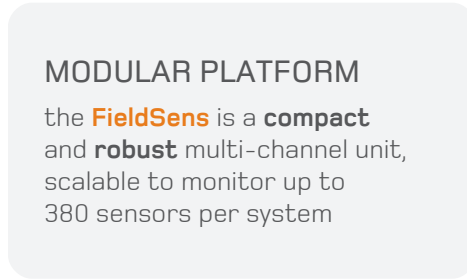 MODULAR PLATFORM
the FieldSens is a compact
and robust multi-channel unit,
scalable to monitor up to
380 sensors per system